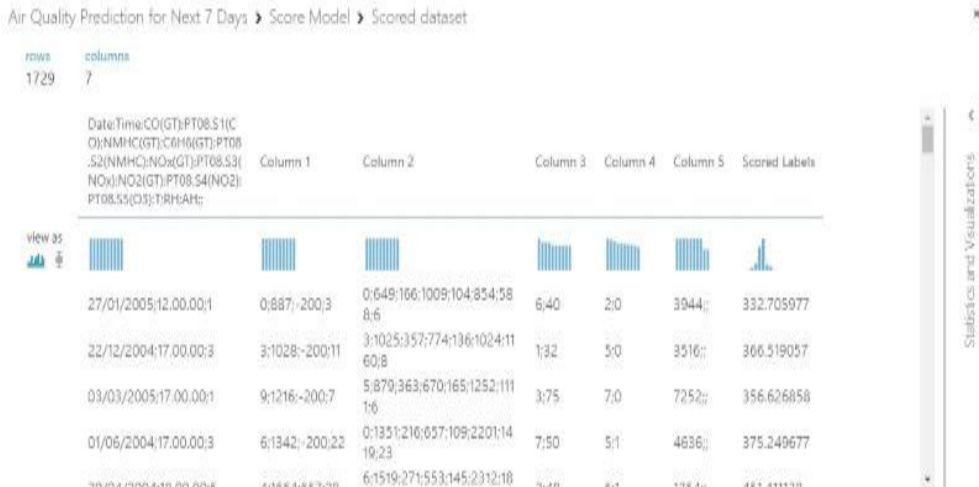 Air Quality Prediction for Next 7 Days ❯ Score Model ❯ Scored dataset
rows columns
1729 7
Date;Time;CO(GT);PT08.S1(C
O);NMHC(GT);C6H6(GT);PT08
.S2(NMHC);NOx(GT);PT08.S3(
NOx);NO2(GT);PT08.S4(NO2);
PT08.S5(O3);T;RH;AH;;
Column 1 Column 2 Column 3 Column 4 Column 5 Scored Labels
view as
27/01/2005;12.00.00;1 0;887;-200;3 0;649;166;1009;104;854;58
8;6 6;40 2;0 3944;; 332.705977
22/12/2004;17.00.00;3 3;1028;-200;11 3;1025;357;774;136;1024;11
60;8 1;32 5;0 3516;; 366.519057
03/03/2005;17.00.00;1 9;1216;-200;7 5;879;363;670;165;1252;111
1;6 3;75 7;0 7252;; 356.626858
01/06/2004;17.00.00;3 6;1342;-200;22 0;1351;216;657;109;2201;14
19;23 7;50 5;1 4636;; 375.249677
6;1519;271;553;145;2312;18
Statistics and Visualizations